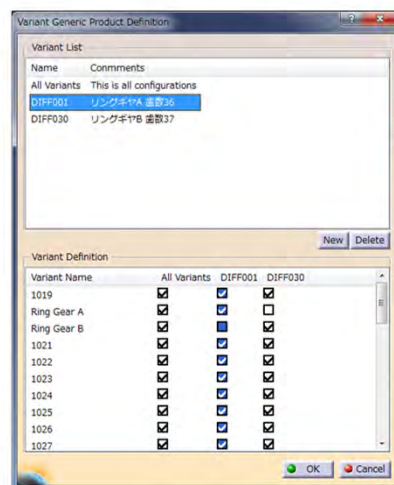 Variant Generic Product Definition
Variant List
Name Conmments
All Variants This is all configurations
DIFF001 リングギヤA 歯数36
DIFF030 リングギヤB 歯数37
New Delete
Variant Definition
Variant Name All Variants DIFF001 DIFF030
1019
Ring Gear A
Ring Gear B
1021
1022
1023
1024
1025
1026
1027
OK Cancel